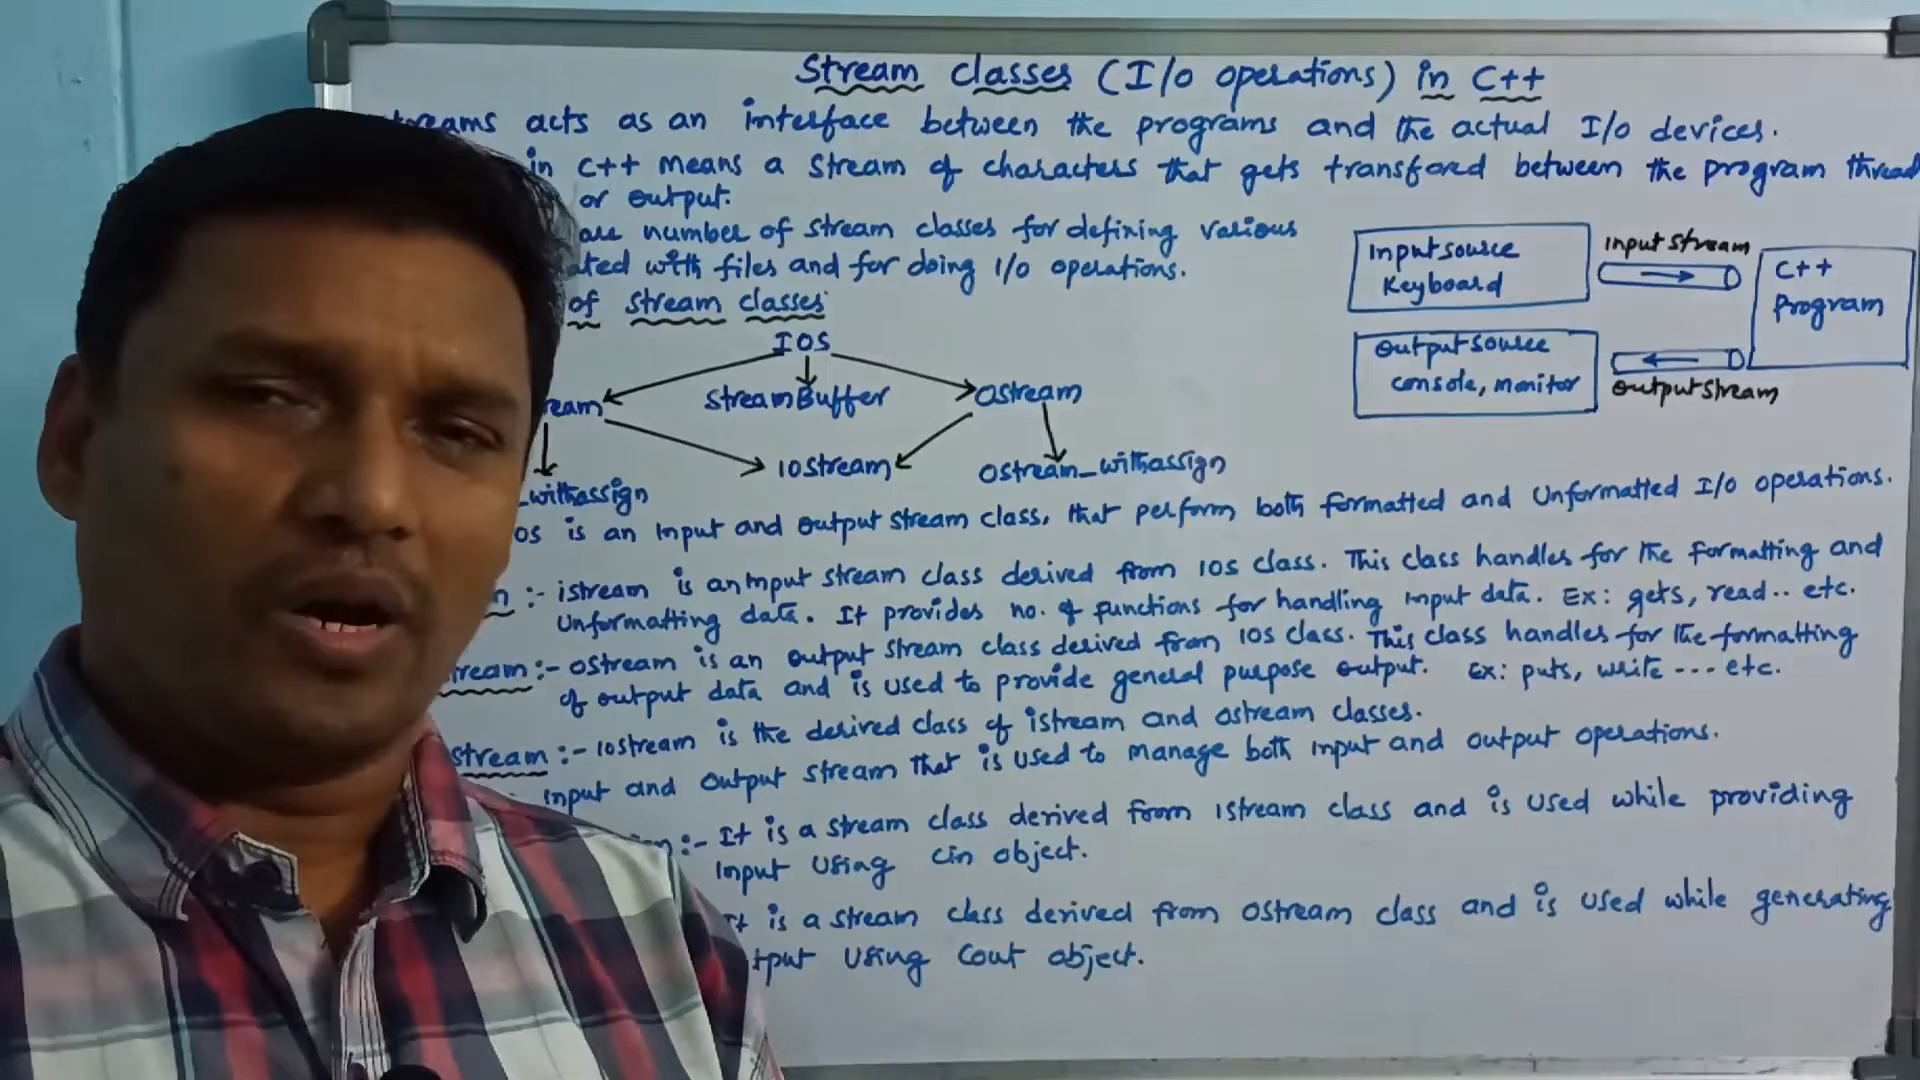 Stream classes (I/O operations) in C++
acts as an interface between the programs and the actual I/O devices.
in C++ means a stream of characters that gets transfored between the program thread
or output.
are number of stream classes for defining various
with files and for doing I/O operations.
of stream classes
IOS
StreamBuffer
Ostream
IOstream
Ostream_withassign
_withassign
Input source
Keyboard
Input stream
C++
Program
Output source
console, monitor
Output stream
is an Input and output stream class, that perform both formatted and Unformatted I/O operations.
:- istream is an Input stream class derived from IOS class. This class handles for the formatting and
Unformatting data. It provides no. of functions for handling Input data. Ex: gets, read.. etc.
:- ostream is an output stream class derived from IOS class. This class handles for the formatting
of output data and is used to provide general purpose output. Ex: puts, write --- etc.
stream :- iostream is the derived class of istream and ostream classes.
input and output stream that is used to manage both input and output operations.
:- It is a stream class derived from Istream class and is used while providing
Input Using cin object.
It is a stream class derived from Ostream class and is used while generating
Using Cout object.